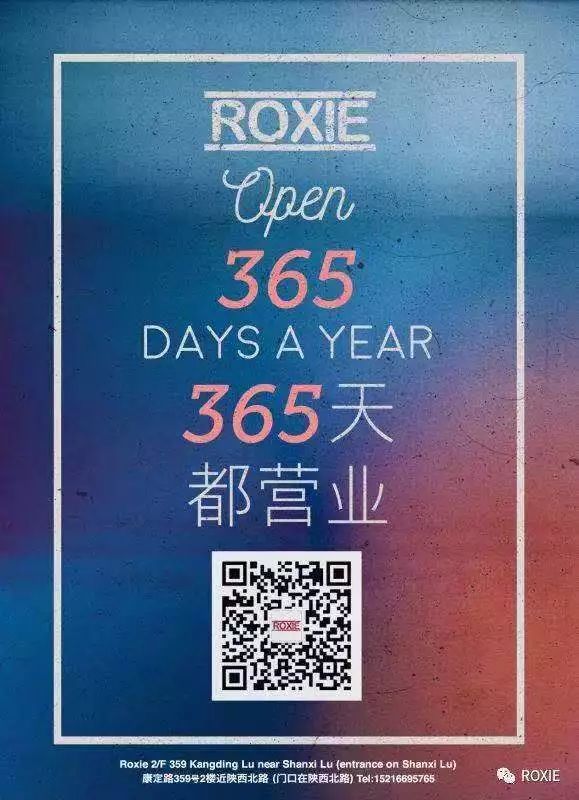 ROXIE
Open
365
DAYS A YEAR
365天
都营业
ROXIE
Roxie 2/F 359 Kangding Lu near Shanxi Lu (entrance on Shanxi Lu)
康定路359号2楼近陕西北路 (门口在陕西北路) Tel:15216695765
ROXIE